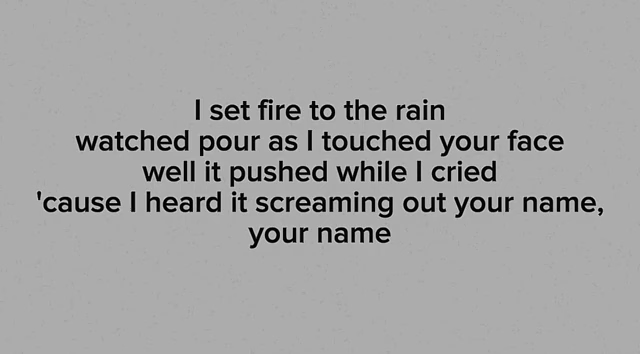 I set fire to the rain
watched pour as I touched your face
well it pushed while I cried
'cause I heard it screaming out your name,
your name